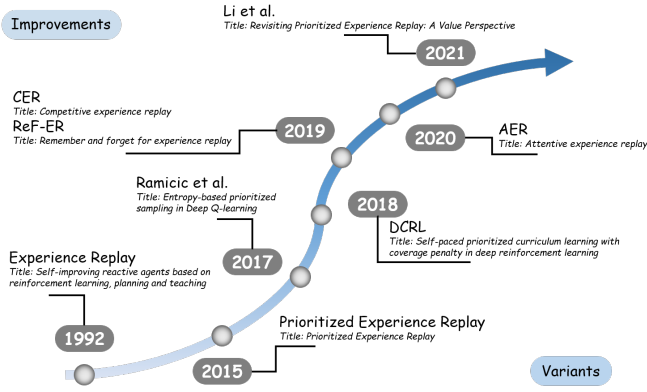 Li et al.
Title: Revisiting Prioritized Experience Replay: A Value Perspective
Improvements
2021
CER
Title: Competitive experience replay
ReF-ER
Title: Remember and forget for experience replay
2019
2020
AER
Title: Attentive experience replay
Ramicic et al.
Title: Entropy-based prioritized
sampling in Deep Q-learning
2018
DCRL
Title: Self-paced prioritized curriculum learning with
coverage penalty in deep reinforcement learning
Experience Replay
Title: Self-improving reactive agents based on
reinforcement learning, planning and teaching
2017
1992
Prioritized Experience Replay
Title: Prioritized Experience Replay
2015
Variants